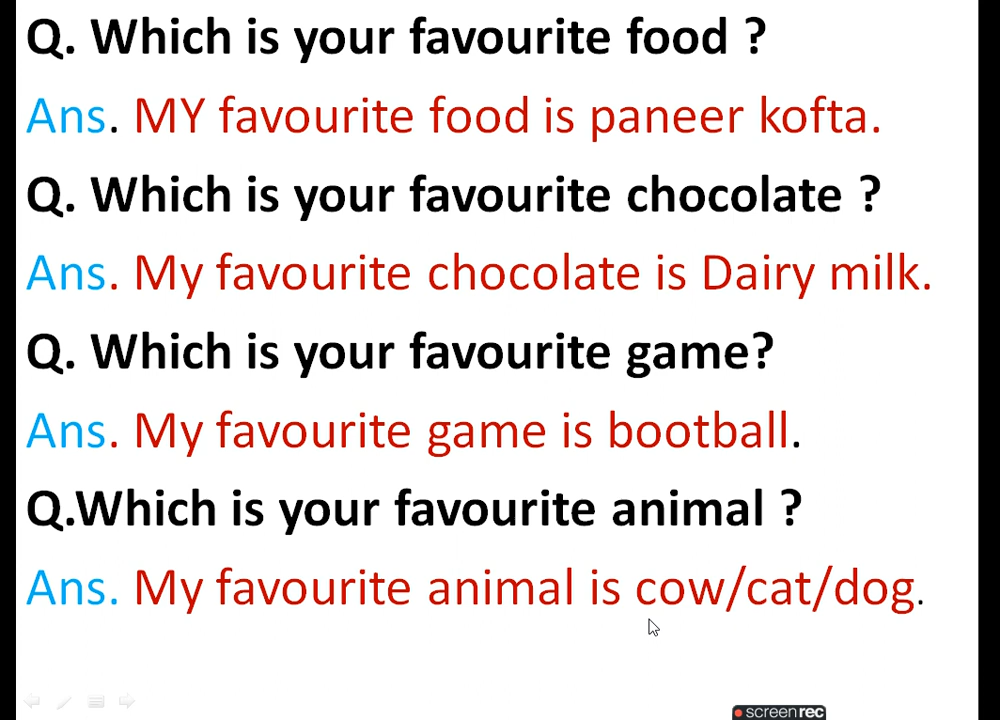 Q. Which is your favourite food ?
Ans. MY favourite food is paneer kofta.
Q. Which is your favourite chocolate ?
Ans. My favourite chocolate is Dairy milk.
Q. Which is your favourite game?
Ans. My favourite game is bootball.
Q.Which is your favourite animal ?
Ans. My favourite animal is cow/cat/dog.
screenrec